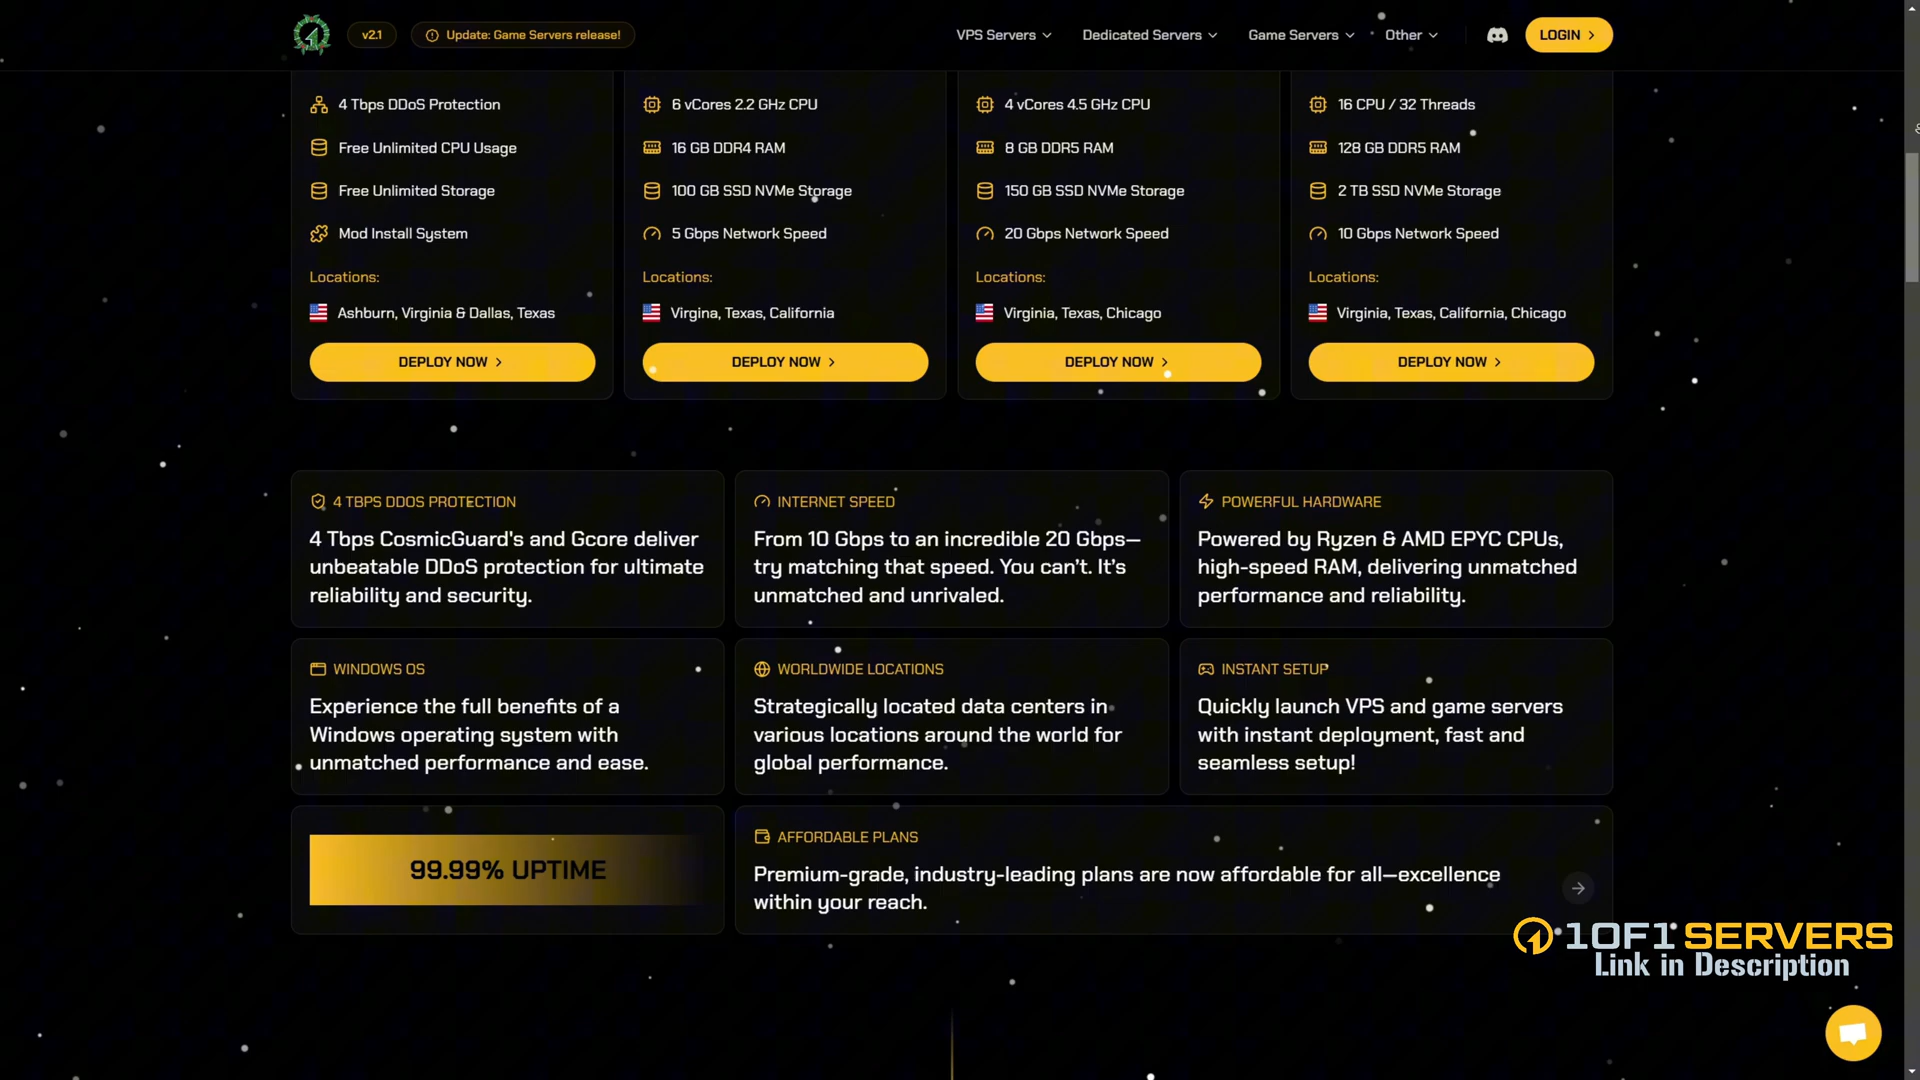 v2.1
Update: Game Servers release!
VPS Servers
Dedicated Servers
Game Servers
Other
LOGIN
4 Tbps DDoS Protection
Free Unlimited CPU Usage
Free Unlimited Storage
Mod Install System
Locations:
Ashburn, Virginia & Dallas, Texas
DEPLOY NOW
6 vCores 2.2 GHz CPU
16 GB DDR4 RAM
100 GB SSD NVMe Storage
5 Gbps Network Speed
Locations:
Virgina, Texas, California
DEPLOY NOW
4 vCores 4.5 GHz CPU
8 GB DDR5 RAM
150 GB SSD NVMe Storage
20 Gbps Network Speed
Locations:
Virginia, Texas, Chicago
DEPLOY NOW
16 CPU / 32 Threads
128 GB DDR5 RAM
2 TB SSD NVMe Storage
10 Gbps Network Speed
Locations:
Virginia, Texas, California, Chicago
DEPLOY NOW
4 TBPS DDOS PROTECTION
4 Tbps CosmicGuard's and Gcore deliver
unbeatable DDoS protection for ultimate
reliability and security.
INTERNET SPEED
From 10 Gbps to an incredible 20 Gbps—
try matching that speed. You can't. It's
unmatched and unrivaled.
POWERFUL HARDWARE
Powered by Ryzen & AMD EPYC CPUs,
high-speed RAM, delivering unmatched
performance and reliability.
WINDOWS OS
Experience the full benefits of a
Windows operating system with
unmatched performance and ease.
WORLDWIDE LOCATIONS
Strategically located data centers in
various locations around the world for
global performance.
INSTANT SETUP
Quickly launch VPS and game servers
with instant deployment, fast and
seamless setup!
99.99% UPTIME
AFFORDABLE PLANS
Premium-grade, industry-leading plans are now affordable for all—excellence
within your reach.
1OF1 SERVERS
Link in Description